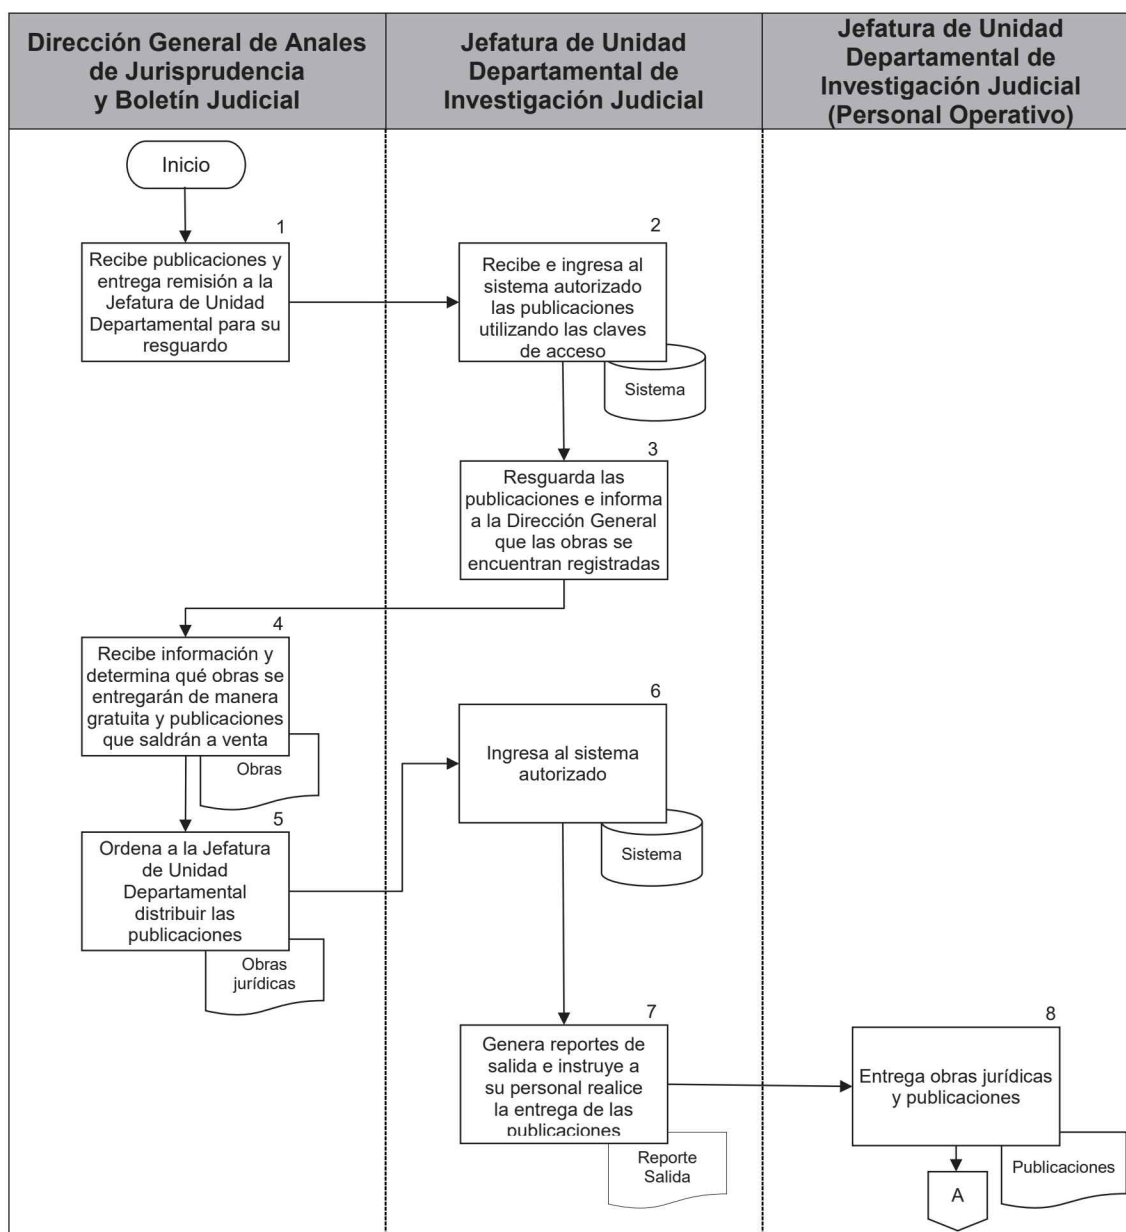 Dirección General de Anales
de Jurisprudencia
y Boletín Judicial
Jefatura de Unidad
Departamental de
Investigación Judicial
Jefatura de Unidad
Departamental de
Investigación Judicial
(Personal Operativo)
Inicio
1
Recibe publicaciones y
entrega remisión a la
Jefatura de Unidad
Departamental para su
resguardo
2
Recibe e ingresa al
sistema autorizado
las publicaciones
utilizando las claves
de acceso
Sistema
3
Resguarda las
publicaciones e informa
a la Dirección General
que las obras se
encuentran registradas
4
Recibe información y
determina qué obras se
entregarán de manera
gratuita y publicaciones
que saldrán a venta
Obras
5
Ordena a la Jefatura
de Unidad
Departamental
distribuir las
publicaciones
Obras
jurídicas
6
Ingresa al sistema
autorizado
Sistema
7
Genera reportes de
salida e instruye a
su personal realice
la entrega de las
publicaciones
Reporte
Salida
8
Entrega obras jurídicas
y publicaciones
Publicaciones
A